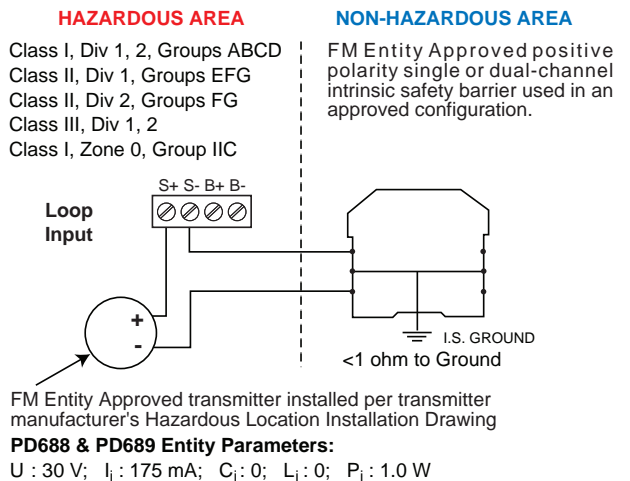 HAZARDOUS AREA
Class I, Div 1, 2, Groups ABCD
Class II, Div 1, Groups EFG
Class II, Div 2, Groups FG
Class III, Div 1, 2
Class I, Zone 0, Group IIC
NON-HAZARDOUS AREA
FM Entity Approved positive
polarity single or dual-channel
intrinsic safety barrier used in an
approved configuration.
S+ S- B+ B-
Loop
Input
+
-
I.S. GROUND
<1 ohm to Ground
FM Entity Approved transmitter installed per transmitter
manufacturer's Hazardous Location Installation Drawing
PD688 & PD689 Entity Parameters:
U : 30 V; Ii : 175 mA; Ci : 0; Li : 0; Pi : 1.0 W